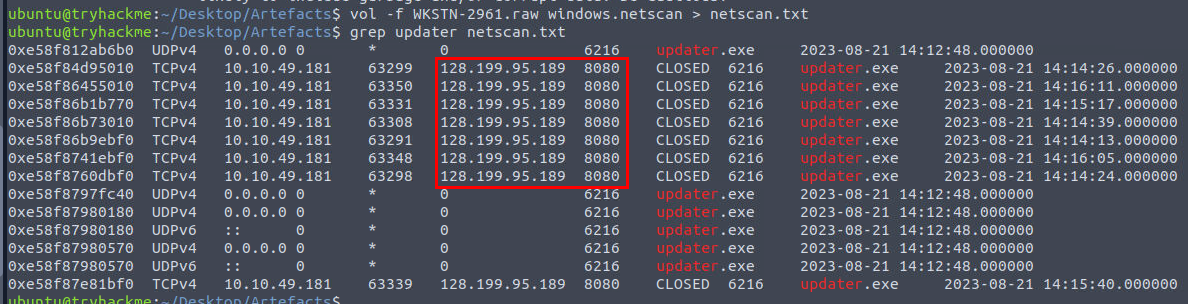 ubuntu@tryhackme:~/Desktop/Artefacts$ vol -f WKSTN-2961.raw windows.netscan > netscan.txt
ubuntu@tryhackme:~/Desktop/Artefacts$ grep updater netscan.txt
0xe58f812ab6b0 UDPv4 0.0.0.0 0 * 0 6216 updater.exe 2023-08-21 14:12:48.000000
0xe58f84d95010 TCPv4 10.10.49.181 63299 128.199.95.189 8080 CLOSED 6216 updater.exe 2023-08-21 14:14:26.000000
0xe58f86455010 TCPv4 10.10.49.181 63350 128.199.95.189 8080 CLOSED 6216 updater.exe 2023-08-21 14:16:11.000000
0xe58f86b1b770 TCPv4 10.10.49.181 63331 128.199.95.189 8080 CLOSED 6216 updater.exe 2023-08-21 14:15:17.000000
0xe58f86b73010 TCPv4 10.10.49.181 63308 128.199.95.189 8080 CLOSED 6216 updater.exe 2023-08-21 14:14:39.000000
0xe58f86b9ebf0 TCPv4 10.10.49.181 63291 128.199.95.189 8080 CLOSED 6216 updater.exe 2023-08-21 14:14:13.000000
0xe58f8741ebf0 TCPv4 10.10.49.181 63348 128.199.95.189 8080 CLOSED 6216 updater.exe 2023-08-21 14:16:05.000000
0xe58f8760dbf0 TCPv4 10.10.49.181 63298 128.199.95.189 8080 CLOSED 6216 updater.exe 2023-08-21 14:14:24.000000
0xe58f8797fc40 UDPv4 0.0.0.0 0 * 0 6216 updater.exe 2023-08-21 14:12:48.000000
0xe58f87980180 UDPv4 0.0.0.0 0 * 0 6216 updater.exe 2023-08-21 14:12:48.000000
0xe58f87980180 UDPv6 :: 0 * 0 6216 updater.exe 2023-08-21 14:12:48.000000
0xe58f87980570 UDPv4 0.0.0.0 0 * 0 6216 updater.exe 2023-08-21 14:12:48.000000
0xe58f87980570 UDPv6 :: 0 * 0 6216 updater.exe 2023-08-21 14:12:48.000000
0xe58f87e81bf0 TCPv4 10.10.49.181 63339 128.199.95.189 8080 CLOSED 6216 updater.exe 2023-08-21 14:15:40.000000
ubuntu@tryhackme:~/Desktop/Artefacts$